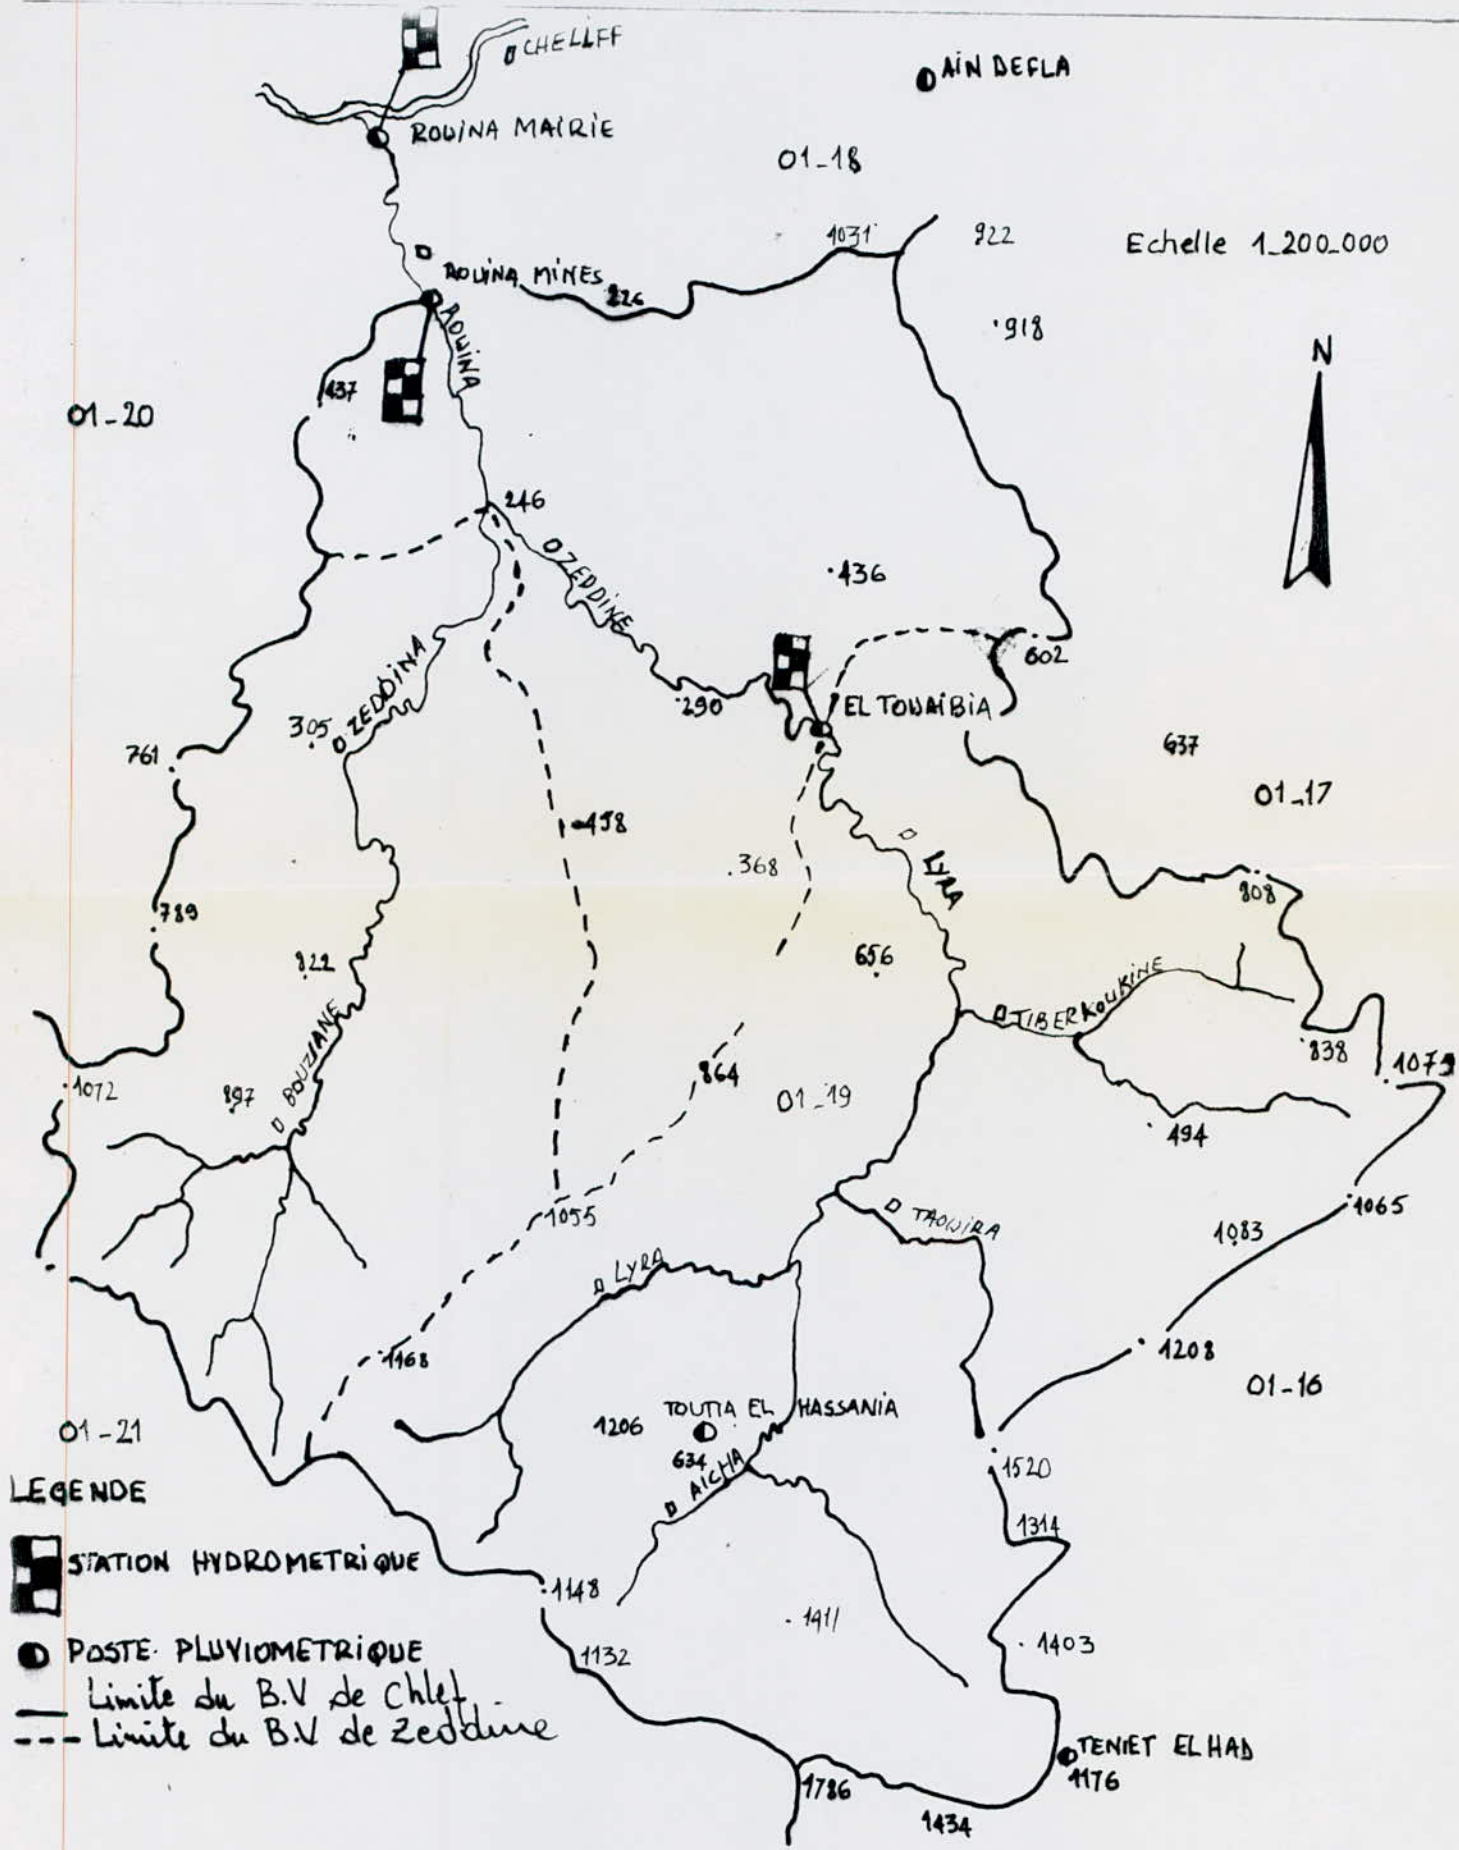 O CHELIFF
AIN DEFLA
ROUINA MAIRIE
01_18
1031
922
Echelle 1_200_000
ROUINA MINES
226
918
ROUINA
N
437
01-20
246
O ZEDDINE
436
602
O ZEDDINA
290
EL TOUAIBIA
305
637
761
01_17
458
368
LYRA
808
789
656
822
O TIBERKOUKINE
838
864
1079
1072
897
O BOUZIANE
01_19
494
1065
1055
O TAOUIRA
1083
O LYRA
1168
1208
01-16
TOUTIA EL HASSANIA
1206
01-21
634
O AICHA
1520
LEGENDE
1314
STATION HYDROMETRIQUE
1148
1411
1403
POSTE PLUVIOMETRIQUE
1132
Limite du B.V de Chlef
Limite du B.V de Zeddine
TENIET EL HAD
1176
1786
1434